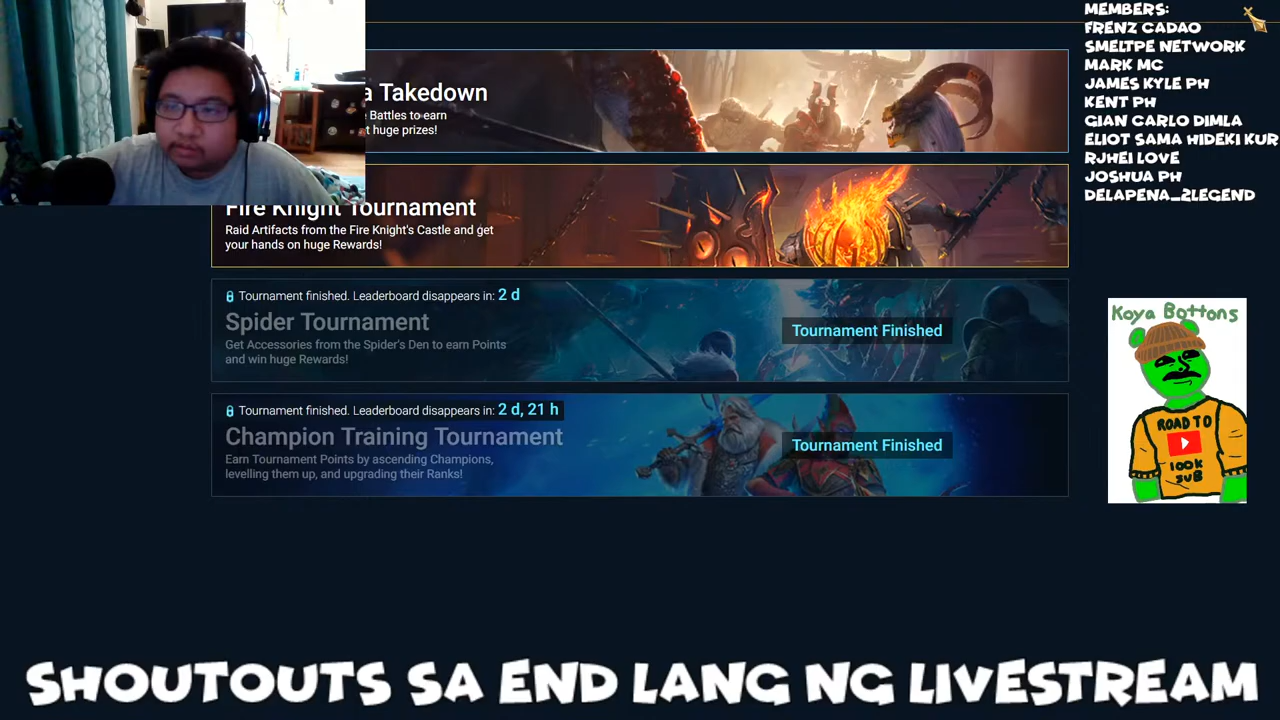 a Takedown
Battles to earn
t huge prizes!
Fire Knight Tournament
Raid Artifacts from the Fire Knight's Castle and get
your hands on huge Rewards!
Tournament finished. Leaderboard disappears in: 2 d
Spider Tournament
Get Accessories from the Spider's Den to earn Points
and win huge Rewards!
Tournament Finished
Tournament finished. Leaderboard disappears in: 2 d, 21 h
Champion Training Tournament
Earn Tournament Points by ascending Champions,
levelling them up, and upgrading their Ranks!
Tournament Finished
MEMBERS:
FRENZ CADAO
SMELTPE NETWORK
MARK MC
JAMES KYLE PH
KENT PH
GIAN CARLO DIMLA
ELIOT SAMA HIDEKI KUR
RJHEI LOVE
JOSHUA PH
DELAPENA_2LEGEND
Koya Bottons
ROAD TO
100K
SUB
SHOUTOUTS SA END LANG NG LIVESTREAM